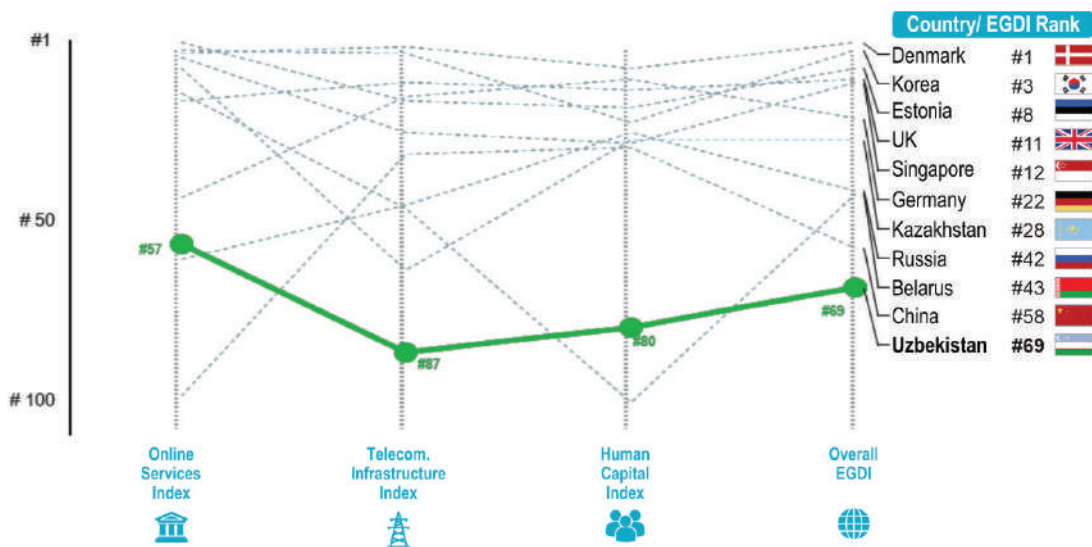 Country/ EGDI Rank
#1
Denmark #1
Korea #3
Estonia #8
UK #11
Singapore #12
# 50
Germany #22
Kazakhstan #28
#57
Russia #42
Belarus #43
#69
China #58
Uzbekistan #69
#80
#87
# 100
Online
Services
Index
Telecom.
Infrastructure
Index
Human
Capital
Index
Overall
EGDI